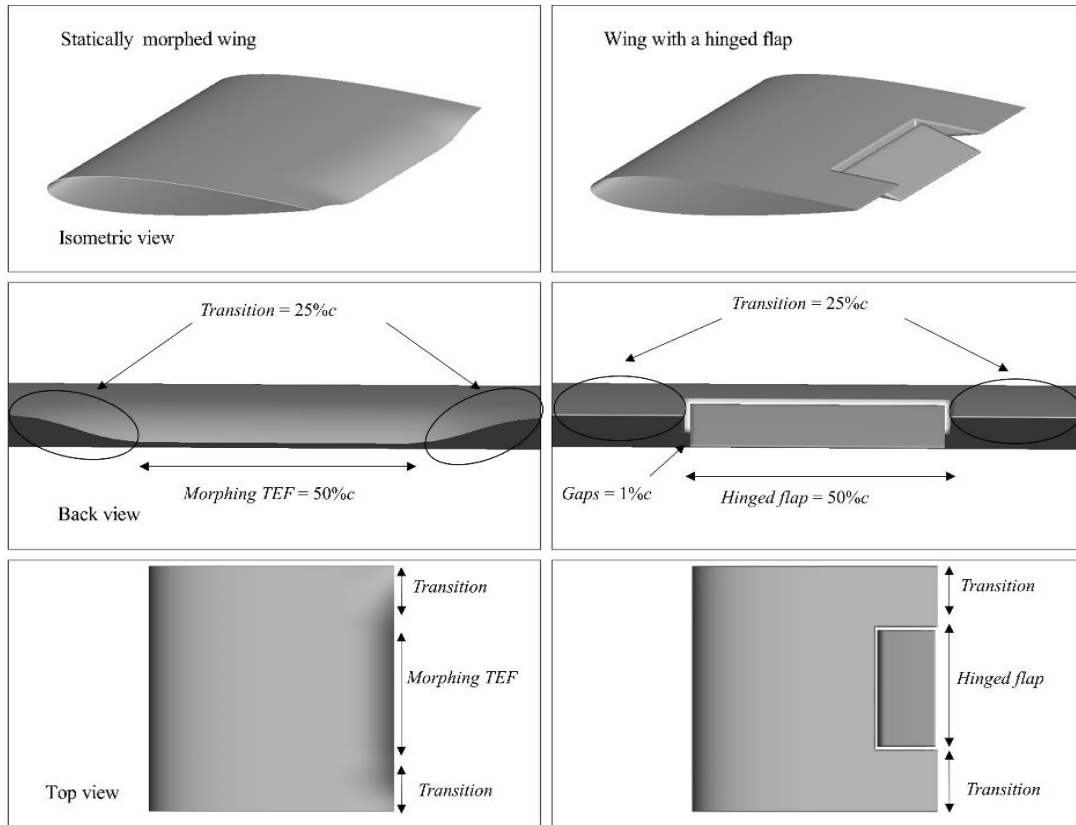 Statically morphed wing
Isometric view
Wing with a hinged flap
Transition = 25%c
Morphing TEF = 50%c
Back view
Transition = 25%c
Gaps = 1%c
Hinged flap = 50%c
Transition
Morphing TEF
Transition
Top view
Transition
Hinged flap
Transition